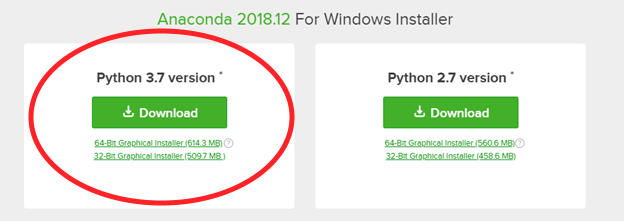 Anaconda 2018.12 For Windows Installer
Python 3.7 version *
Download
64-Bit Graphical Installer (614.3 MB) ?
32-Bit Graphical Installer (509.7 MB )
Python 2.7 version *
Download
64-Bit Graphical Installer (560.6 MB) ?
32-Bit Graphical Installer (458.6 MB)